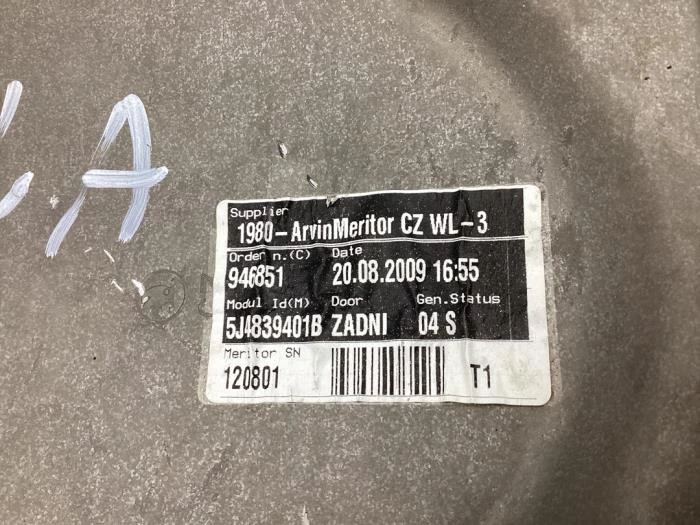 A
Supplier
1980-ArvinMeritor CZ WL-3
Order n.(C) Date
946851 20.08.2009 16:55
Modul Id(M) Door Gen.Status
5J4839401B ZADNI 04 S
Meritor SN
120801 T1